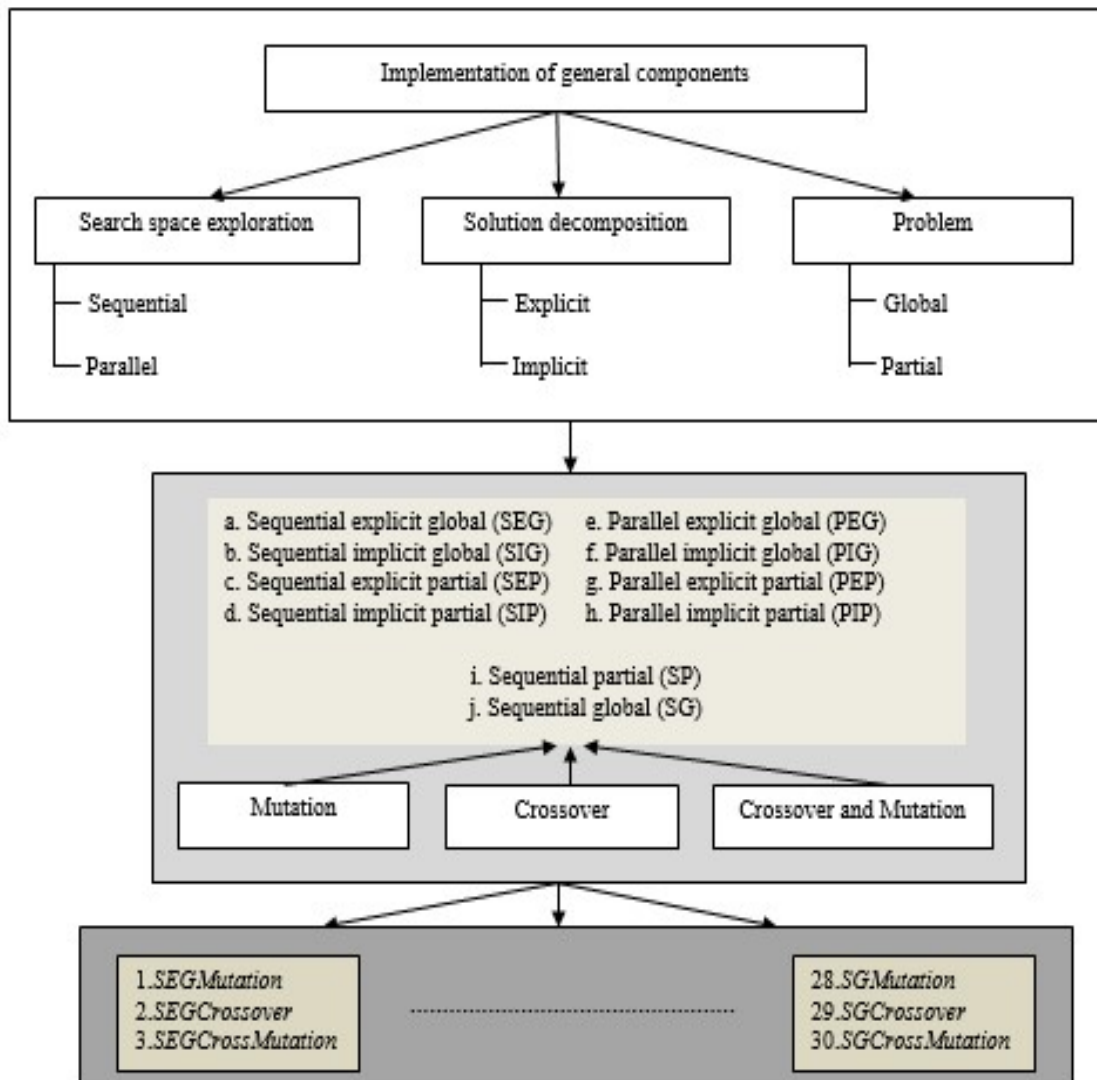 Implementation of general components
Search space exploration
Solution decomposition
Problem
Sequential
Explicit
Global
Parallel
Implicit
Partial
a. Sequential explicit global (SEG)
b. Sequential implicit global (SIG)
c. Sequential explicit partial (SEP)
d. Sequential implicit partial (SIP)
e. Parallel explicit global (PEG)
f. Parallel implicit global (PIG)
g. Parallel explicit partial (PEP)
h. Parallel implicit partial (PIP)
i. Sequential partial (SP)
j. Sequential global (SG)
Mutation
Crossover
Crossover and Mutation
1.SEGMutation
2.SEGCrossover
3.SEGCrossMutation
28.SGMutation
29.SGCrossover
30.SGCrossMutation